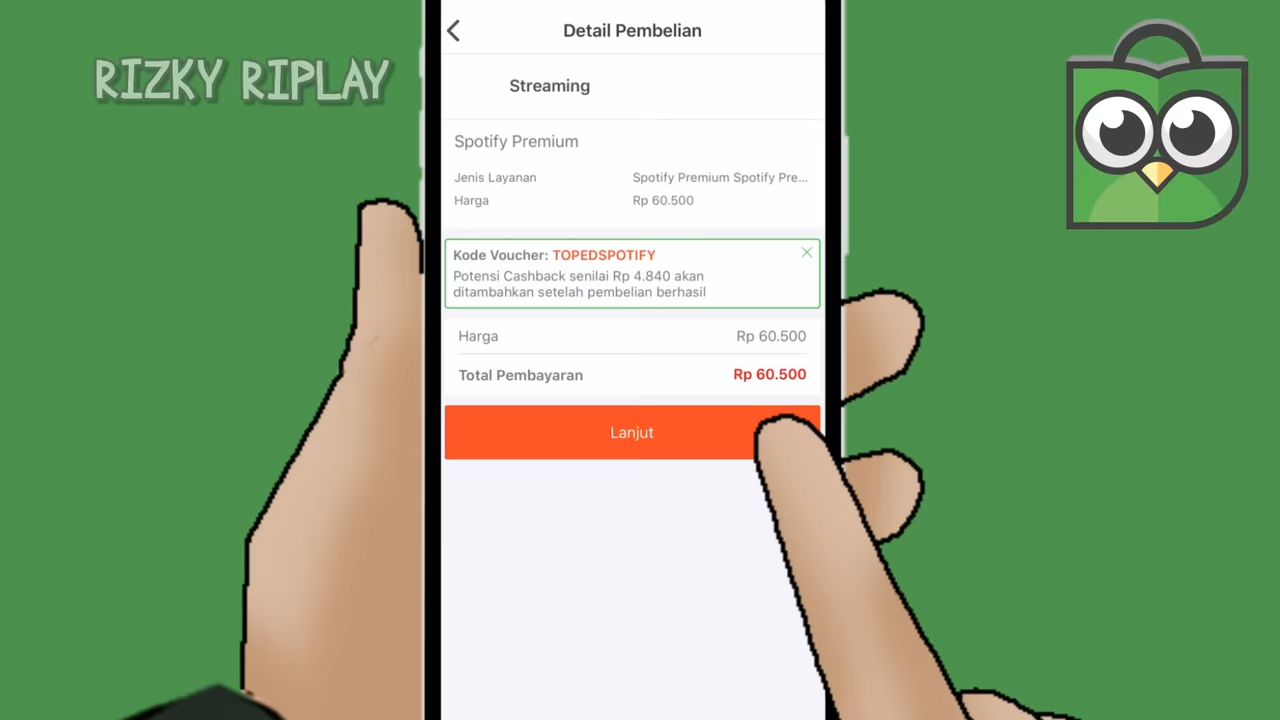 RIZKY RIPLAY
Detail Pembelian
Streaming
Spotify Premium
Jenis Layanan Spotify Premium Spotify Pre...
Harga Rp 60.500
Kode Voucher: TOPEDSPOTIFY
Potensi Cashback senilai Rp 4.840 akan
ditambahkan setelah pembelian berhasil
Harga Rp 60.500
Total Pembayaran Rp 60.500
Lanjut